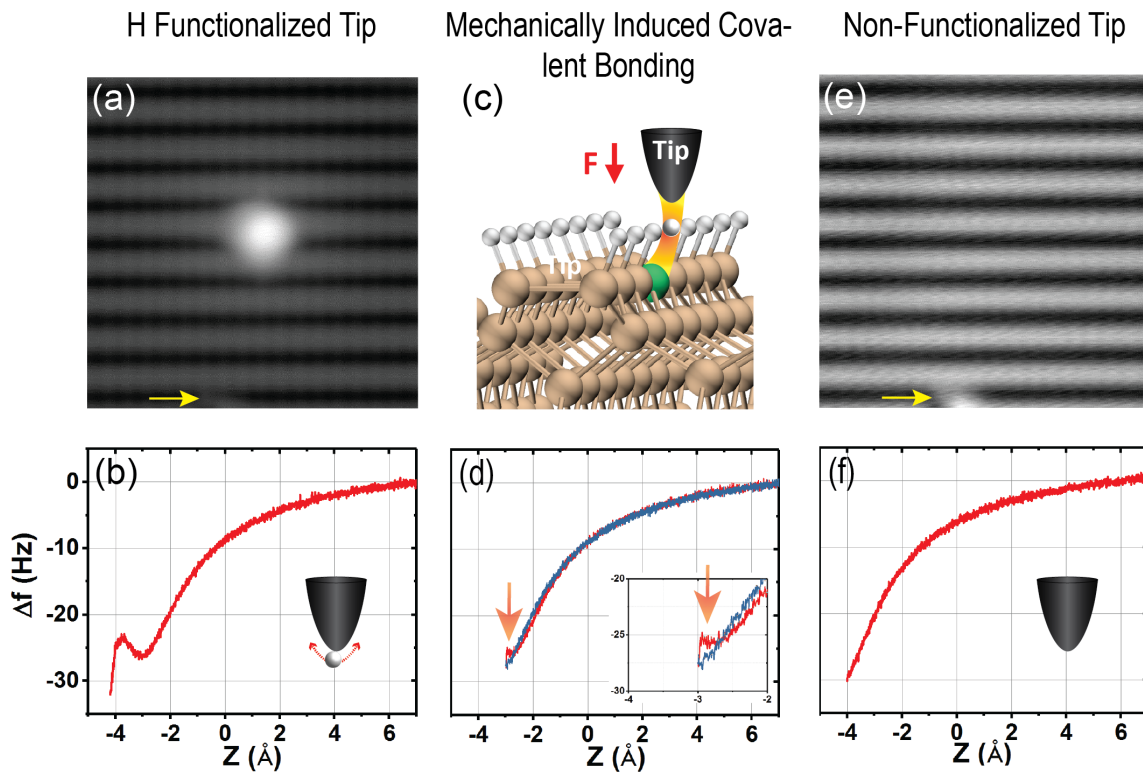 H Functionalized Tip
Mechanically Induced Cova-
lent Bonding
Non-Functionalized Tip
(a)
(c)
Tip
F
Tip
(e)
(b)
0
-10
-20
-30
Δf (Hz)
-4 -2 0 2 4 6
Z (Å)
(d)
-20
-25
-30
-4 -3 -2
-4 -2 0 2 4 6
Z (Å)
(f)
-4 -2 0 2 4 6
Z (Å)